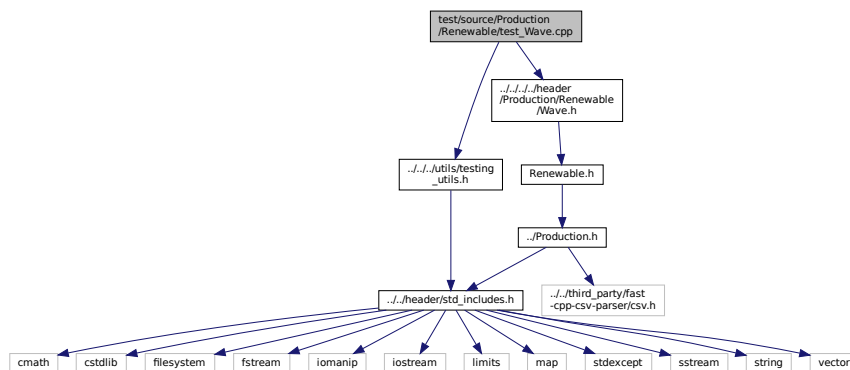 test/source/Production
/Renewable/test_Wave.cpp
../../../../header
/Production/Renewable
/Wave.h
../../../utils/testing
_utils.h
Renewable.h
../Production.h
../../header/std_includes.h
../../third_party/fast
-cpp-csv-parser/csv.h
cmath
cstdlib
filesystem
fstream
iomanip
iostream
limits
map
stdexcept
sstream
string
vector